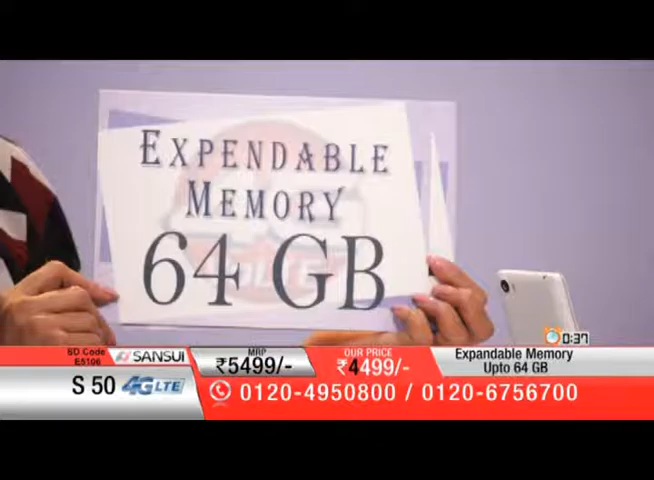 EXPENDABLE
MEMORY
64 GB
0:37
SD.Code
E5106
SANSUI
MRP
₹5499/-
OUR PRICE
₹4499/-
Expandable Memory
Upto 64 GB
S 50 4G LTE
0120-4950800 / 0120-6756700